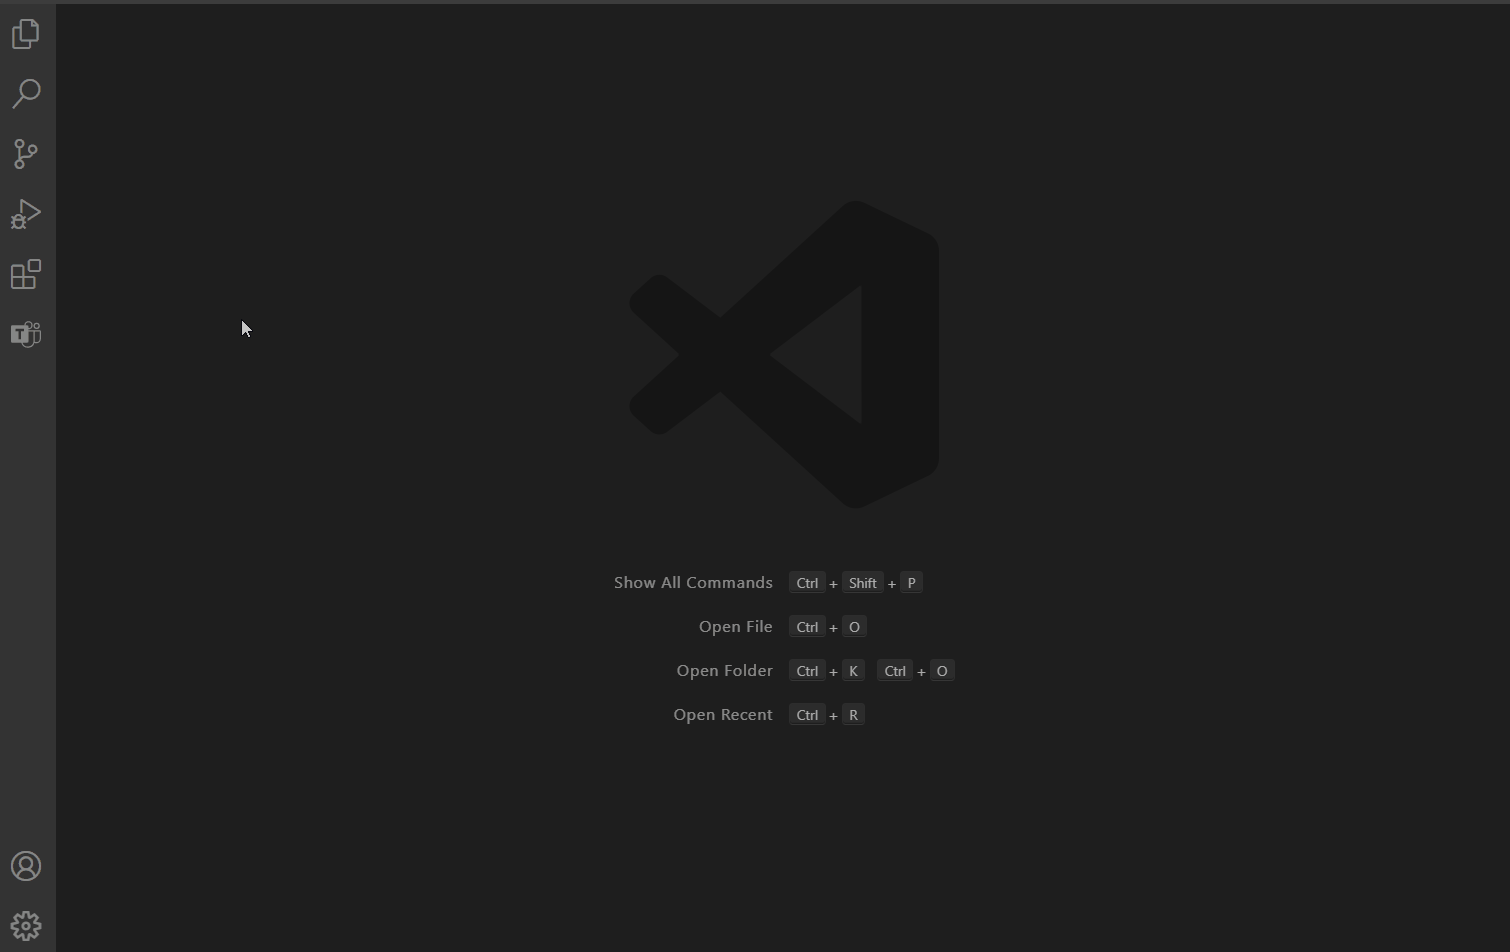 T
Show All Commands Ctrl + Shift + P
Open File Ctrl + O
Open Folder Ctrl + K Ctrl + O
Open Recent Ctrl + R